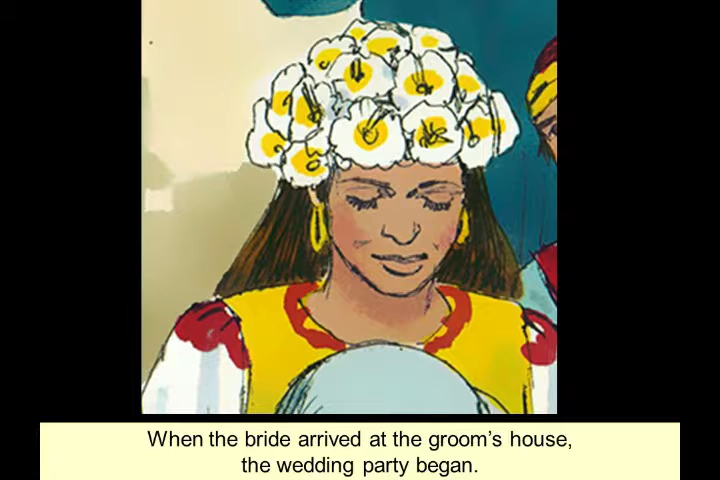 When the bride arrived at the groom’s house,
the wedding party began.